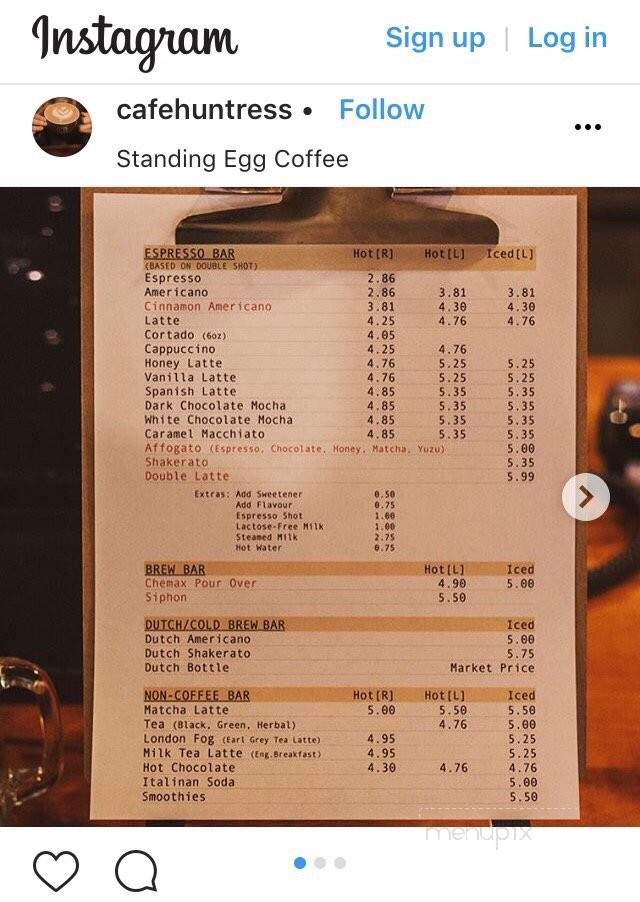 Instagram
Sign up | Log in
cafehuntress • Follow
Standing Egg Coffee
ESPRESSO BAR Hot[R] Hot[L] Iced[L]
(BASED ON DOUBLE SHOT)
Espresso 2.86
Americano 2.86 3.81 3.81
Cinnamon Americano 3.81 4.30 4.30
Latte 4.25 4.76 4.76
Cortado (6oz) 4.05
Cappuccino 4.25 4.76
Honey Latte 4.76 5.25 5.25
Vanilla Latte 4.76 5.25 5.25
Spanish Latte 4.85 5.35 5.35
Dark Chocolate Mocha 4.85 5.35 5.35
White Chocolate Mocha 4.85 5.35 5.35
Caramel Macchiato 4.85 5.35 5.35
Affogato (Espresso, Chocolate, Honey, Matcha, Yuzu) 5.00
Shakerato 5.35
Double Latte 5.99
Extras: Add Sweetener 0.50
Add Flavour 0.75
Espresso Shot 1.00
Lactose-Free Milk 1.00
Steamed Milk 2.75
Hot Water 0.75
BREW BAR Hot[L] Iced
Chemax Pour Over 4.90 5.00
Siphon 5.50
DUTCH/COLD BREW BAR Iced
Dutch Americano 5.00
Dutch Shakerato 5.75
Dutch Bottle Market Price
NON-COFFEE BAR Hot[R] Hot[L] Iced
Matcha Latte 5.00 5.50 5.50
Tea (Black, Green, Herbal) 4.76 5.00
London Fog (Earl Grey Tea Latte) 4.95 5.25
Milk Tea Latte (Eng.Breakfast) 4.95 5.25
Hot Chocolate 4.30 4.76 4.76
Italinan Soda 5.00
Smoothies 5.50
menupix